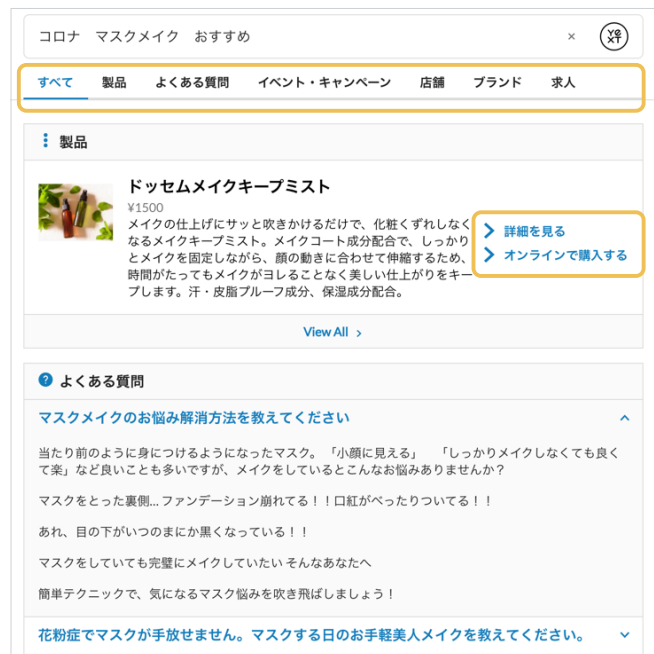 コロナ　マスクメイク　おすすめ
×
YEXT
すべて　製品　よくある質問　イベント・キャンペーン　店舗　ブランド　求人
製品
ドッセムメイクキープミスト
¥1500
メイクの仕上げにサッと吹きかけるだけで、化粧くずれしなく
なるメイクキープミスト。メイクコート成分配合で、しっかり
とメイクを固定しながら、顔の動きに合わせて伸縮するため、
時間がたってもメイクがヨレることなく美しい仕上がりをキー
プします。汗・皮脂プルーフ成分、保湿成分配合。
詳細を見る
オンラインで購入する
View All
? よくある質問
マスクメイクのお悩み解消方法を教えてください
当たり前のように身につけるようになったマスク。「小顔に見える」　「しっかりメイクしなくても良く
て楽」など良いことも多いですが、メイクをしているとこんなお悩みありませんか？
マスクをとった裏側... ファンデーション崩れてる！！口紅がべったりついてる！！
あれ、目の下がいつのまにか黒くなっている！！
マスクをしていても完璧にメイクしていたい そんなあなたへ
簡単テクニックで、気になるマスク悩みを吹き飛ばしましょう！
花粉症でマスクが手放せません。マスクする日のお手軽美人メイクを教えてください。